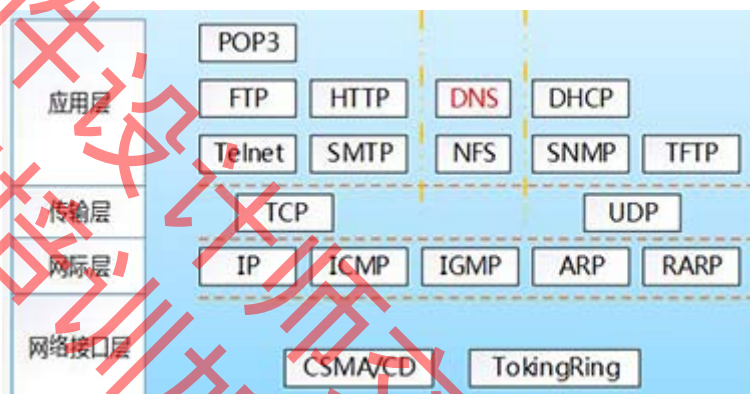 POP3
应用层 FTP HTTP DNS DHCP
Telnet SMTP NFS SNMP TFTP
传输层 TCP UDP
网际层 IP ICMP IGMP ARP RARP
网络接口层
CSMA/CD TokingRing